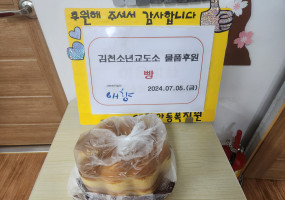 후원해 주셔서 감사합니다
김천소년교도소 물품후원
빵
2024.07.05.(금)